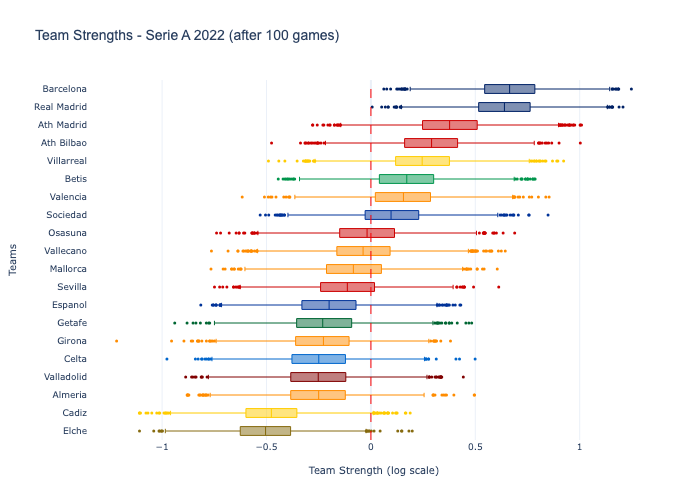 Team Strengths - Serie A 2022 (after 100 games)
Barcelona
Real Madrid
Ath Madrid
Ath Bilbao
Villarreal
Betis
Valencia
Sociedad
Osasuna
Vallecano
Mallorca
Sevilla
Espanol
Getafe
Girona
Celta
Valladolid
Almeria
Cadiz
Elche
Teams
−1
−0.5
0
0.5
1
Team Strength (log scale)